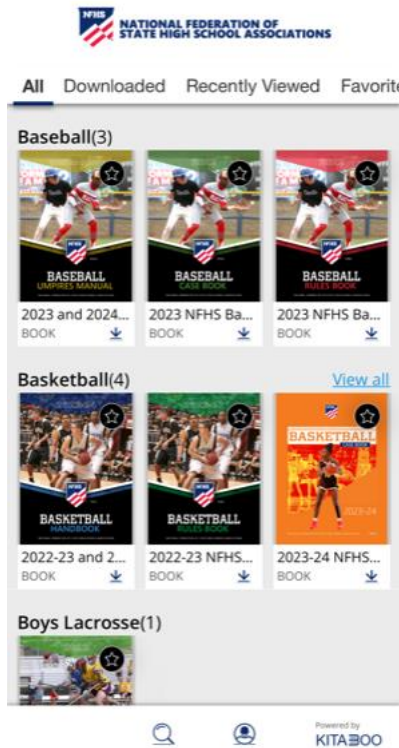 NFHS
NATIONAL FEDERATION OF
STATE HIGH SCHOOL ASSOCIATIONS
All Downloaded Recently Viewed Favorite
Baseball(3)
BASEBALL
UMPIRES MANUAL
BASEBALL
CASE BOOK
BASEBALL
RULES BOOK
2023 and 2024... 2023 NFHS Ba... 2023 NFHS Ba...
BOOK BOOK BOOK
Basketball(4) View all
BASKETBALL
HANDBOOK
BASKETBALL
RULES BOOK
BASKETBALL
CASE BOOK
2023-24
2022-23 and 2... 2022-23 NFHS... 2023-24 NFHS...
BOOK BOOK BOOK
Boys Lacrosse(1)
Powered by
KITABOO